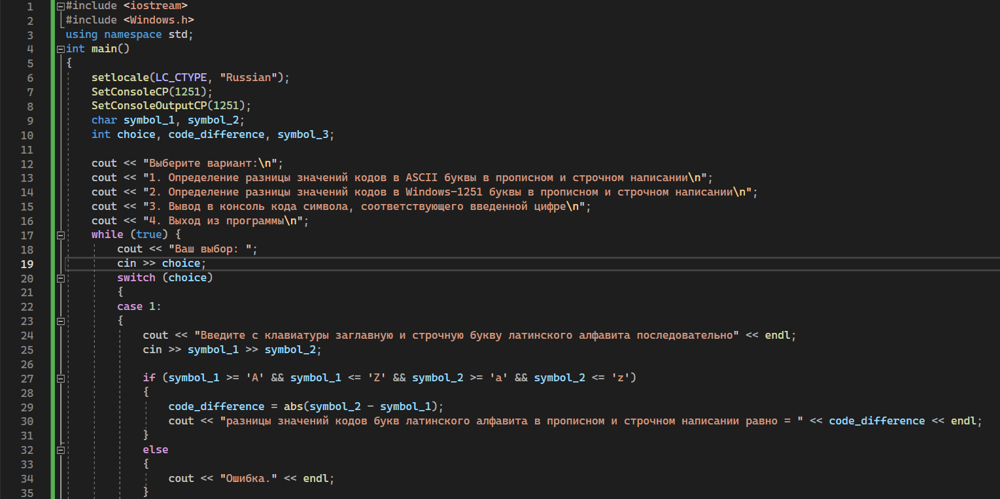 1 #include <iostream>
2 #include <Windows.h>
3 using namespace std;
4 int main()
5 {
6 setlocale(LC_CTYPE, "Russian");
7 SetConsoleCP(1251);
8 SetConsoleOutputCP(1251);
9 char symbol_1, symbol_2;
10 int choice, code_difference, symbol_3;
11
12 cout << "Выберите вариант:\n";
13 cout << "1. Определение разницы значений кодов в ASCII буквы в прописном и строчном написании\n";
14 cout << "2. Определение разницы значений кодов в Windows-1251 буквы в прописном и строчном написании\n";
15 cout << "3. Вывод в консоль кода символа, соответствующего введенной цифре\n";
16 cout << "4. Выход из программы\n";
17 while (true) {
18 cout << "Ваш выбор: ";
19 cin >> choice;
20 switch (choice)
21 {
22 case 1:
23 {
24 cout << "Введите с клавиатуры заглавную и строчную букву латинского алфавита последовательно" << endl;
25 cin >> symbol_1 >> symbol_2;
26
27 if (symbol_1 >= 'A' && symbol_1 <= 'Z' && symbol_2 >= 'a' && symbol_2 <= 'z')
28 {
29 code_difference = abs(symbol_2 - symbol_1);
30 cout << "разницы значений кодов букв латинского алфавита в прописном и строчном написании равно = " << code_difference << endl;
31 }
32 else
33 {
34 cout << "Ошибка." << endl;
35 }